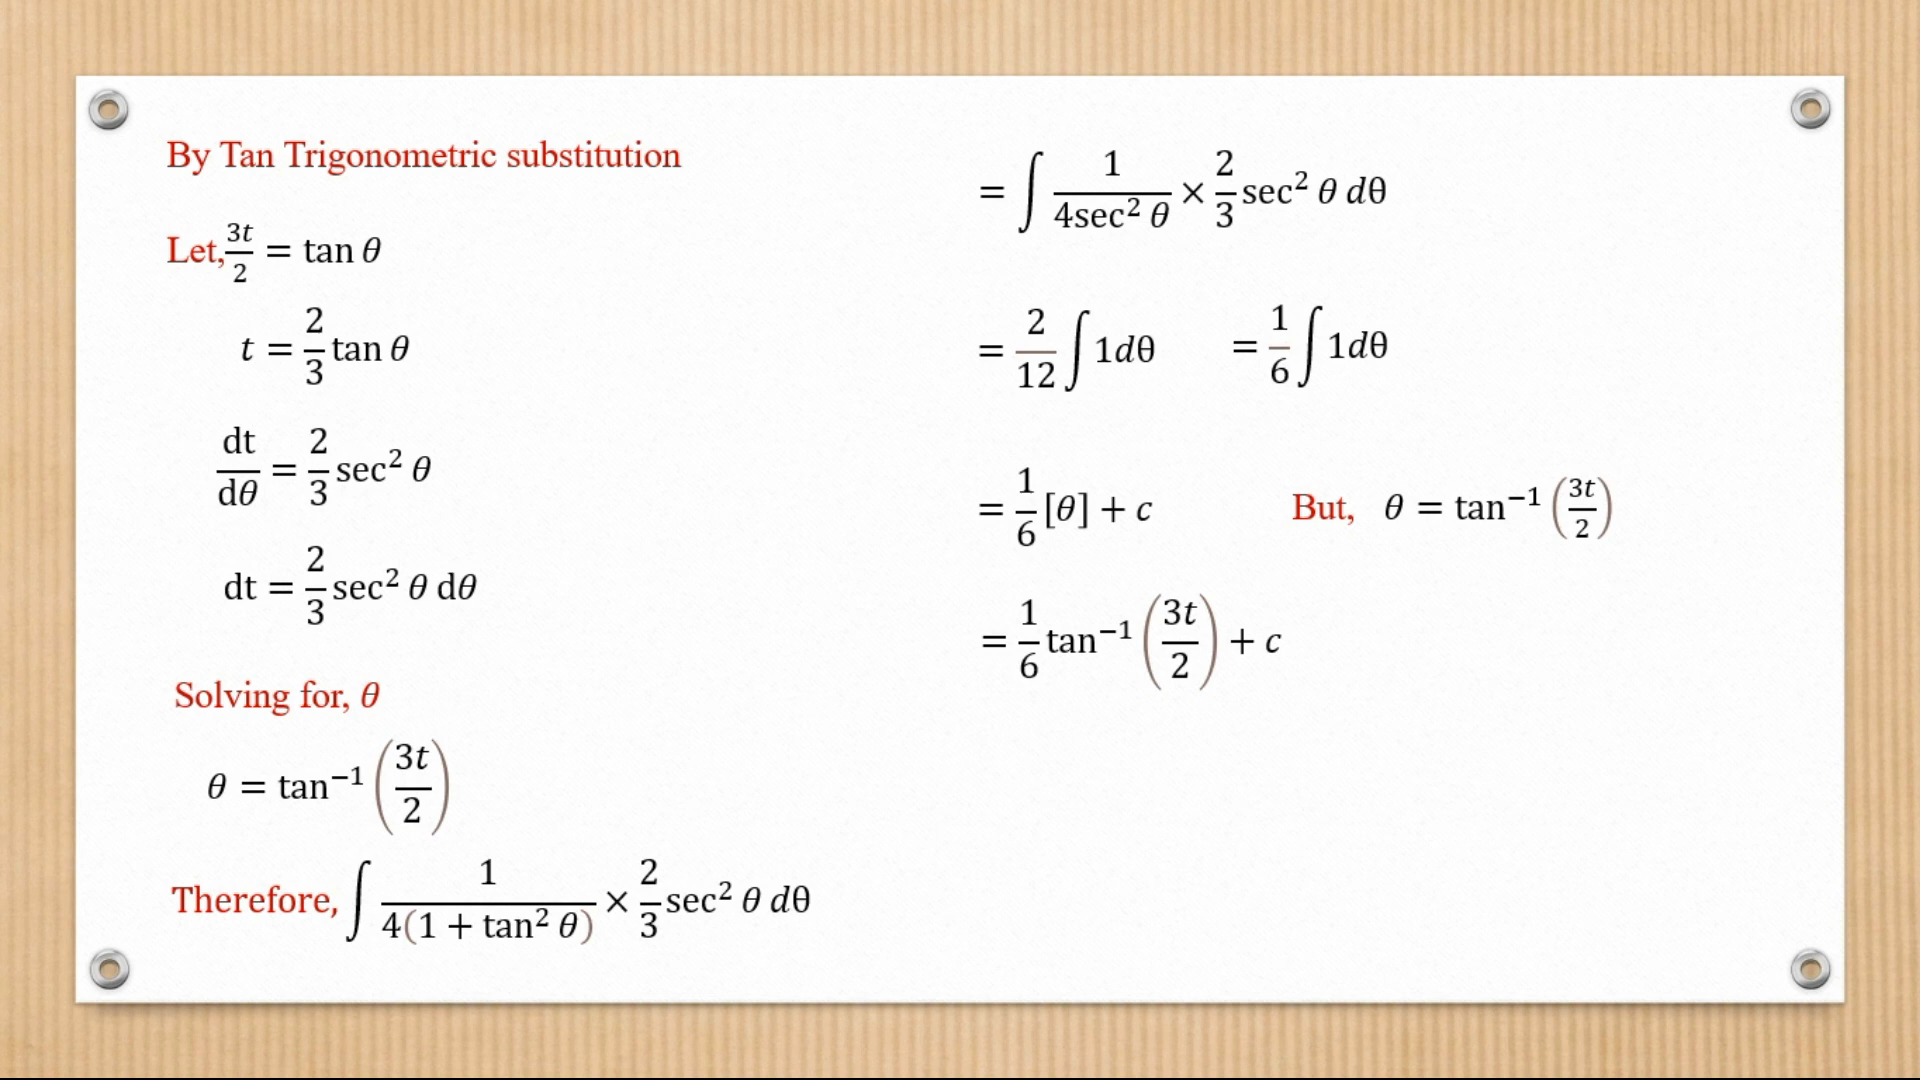 By Tan Trigonometric substitution
Let, 3t/2 = tan θ
t = 2/3 tan θ
dt/dθ = 2/3 sec² θ
dt = 2/3 sec² θ dθ
Solving for, θ
θ = tan⁻¹ (3t/2)
Therefore, ∫ 1/(4(1 + tan² θ)) × 2/3 sec² θ dθ
= ∫ 1/(4sec² θ) × 2/3 sec² θ dθ
= 2/12 ∫ 1dθ = 1/6 ∫ 1dθ
= 1/6 [θ] + c But, θ = tan⁻¹ (3t/2)
= 1/6 tan⁻¹ (3t/2) + c